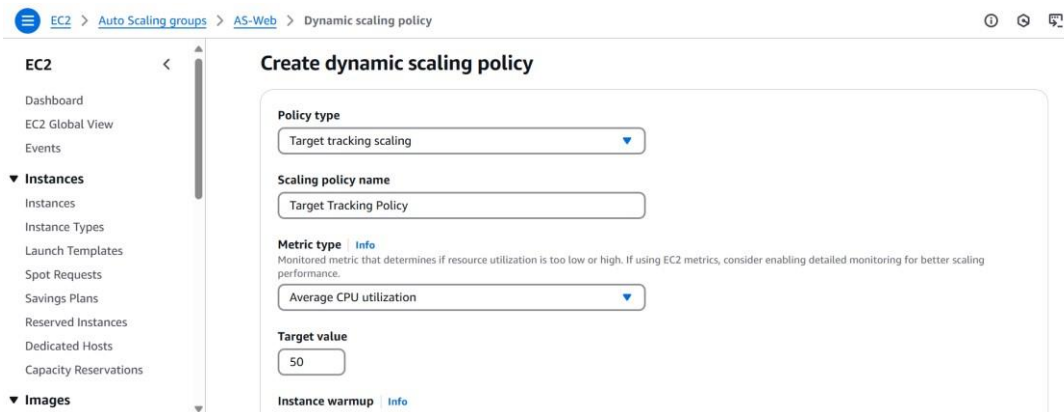 EC2 > Auto Scaling groups > AS-Web > Dynamic scaling policy
EC2
Dashboard
EC2 Global View
Events
Instances
Instances
Instance Types
Launch Templates
Spot Requests
Savings Plans
Reserved Instances
Dedicated Hosts
Capacity Reservations
Images
Create dynamic scaling policy
Policy type
Target tracking scaling
Scaling policy name
Target Tracking Policy
Metric type | Info
Monitored metric that determines if resource utilization is too low or high. If using EC2 metrics, consider enabling detailed monitoring for better scaling
performance.
Average CPU utilization
Target value
50
Instance warmup | Info